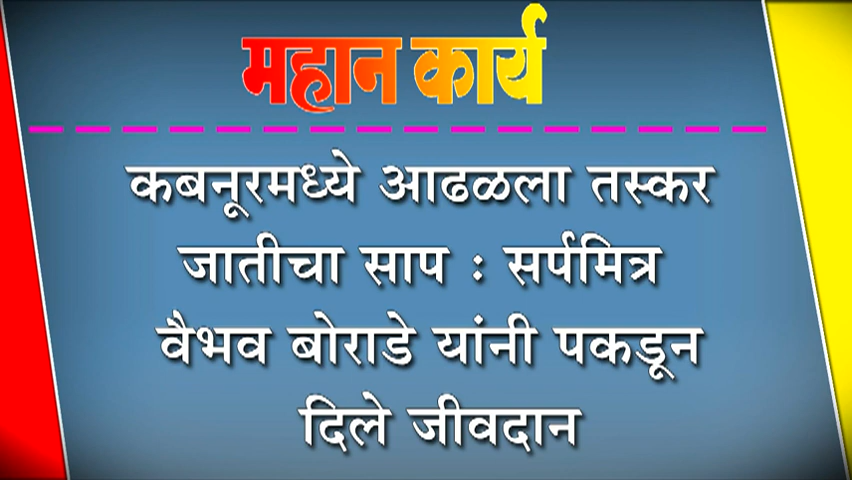 महान कार्य
कबनूरमध्ये आढळला तस्कर
जातीचा साप : सर्पमित्र
वैभव बोराडे यांनी पकडून
दिले जीवदान